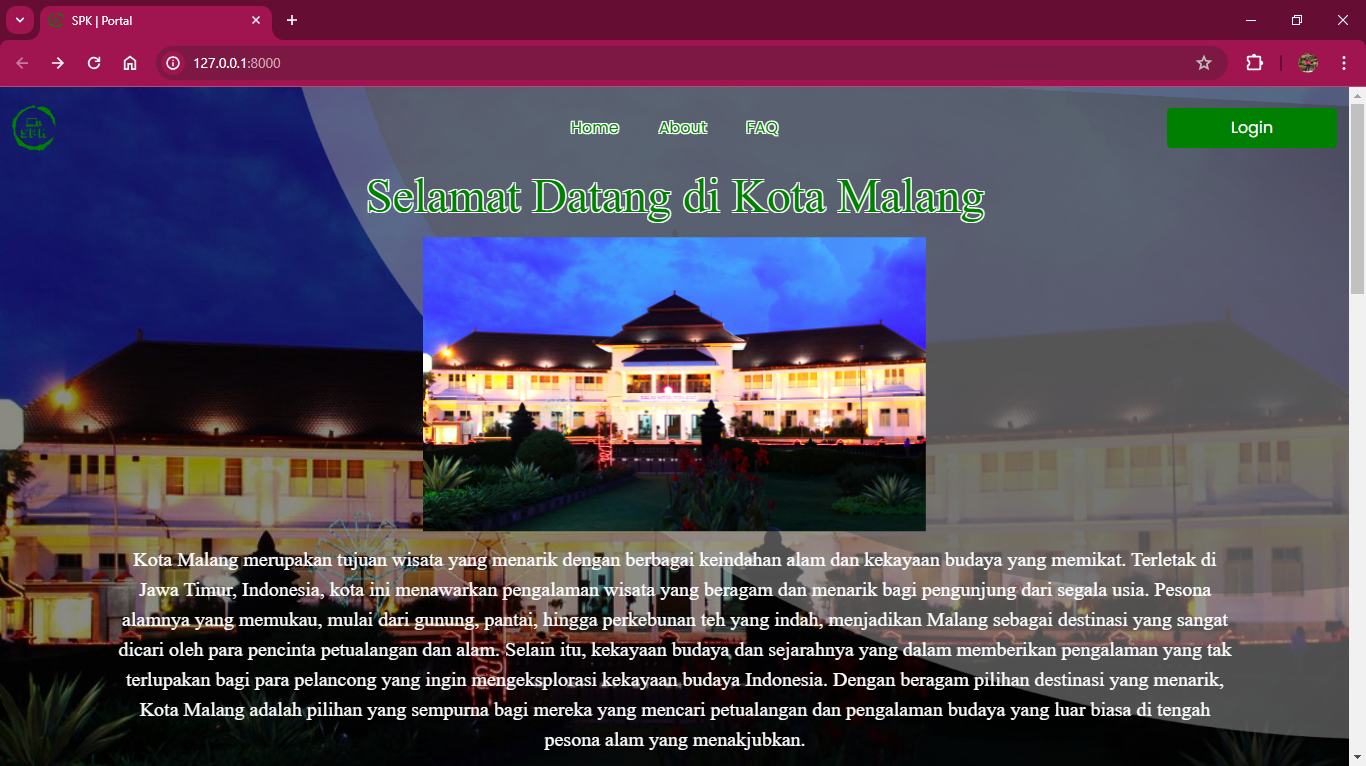 SPK | Portal
127.0.0.1:8000
Home About FAQ
Login
Selamat Datang di Kota Malang
Kota Malang merupakan tujuan wisata yang menarik dengan berbagai keindahan alam dan kekayaan budaya yang memikat. Terletak di
Jawa Timur, Indonesia, kota ini menawarkan pengalaman wisata yang beragam dan menarik bagi pengunjung dari segala usia. Pesona
alamnya yang memukau, mulai dari gunung, pantai, hingga perkebunan teh yang indah, menjadikan Malang sebagai destinasi yang sangat
dicari oleh para pencinta petualangan dan alam. Selain itu, kekayaan budaya dan sejarahnya yang dalam memberikan pengalaman yang tak
terlupakan bagi para pelancong yang ingin mengeksplorasi kekayaan budaya Indonesia. Dengan beragam pilihan destinasi yang menarik,
Kota Malang adalah pilihan yang sempurna bagi mereka yang mencari petualangan dan pengalaman budaya yang luar biasa di tengah
pesona alam yang menakjubkan.